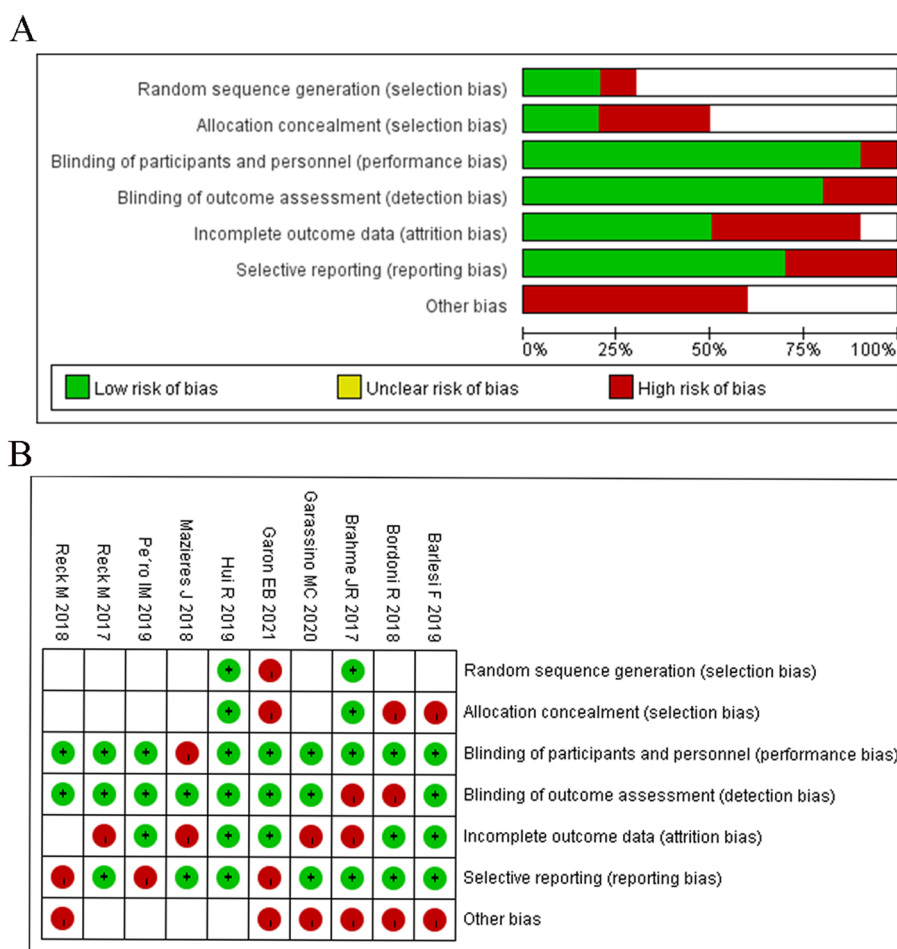 A
Random sequence generation (selection bias)
Allocation concealment (selection bias)
Blinding of participants and personnel (performance bias)
Blinding of outcome assessment (detection bias)
Incomplete outcome data (attrition bias)
Selective reporting (reporting bias)
Other bias
0% 25% 50% 75% 100%
Low risk of bias Unclear risk of bias High risk of bias
B
Reck M 2018
Reck M 2017
Pe´ro IM 2019
Mazieres J 2018
Hui R 2019
Garon EB 2021
Garassino MC 2020
Brahme JR 2017
Bordoni R 2018
Barlesi F 2019
+ - + Random sequence generation (selection bias)
+ - + - - Allocation concealment (selection bias)
+ + + - + + + + + + Blinding of participants and personnel (performance bias)
+ + + + + + + - - + Blinding of outcome assessment (detection bias)
- + - + + - - + + Incomplete outcome data (attrition bias)
- + - + + - + + + + Selective reporting (reporting bias)
- - - - - - Other bias